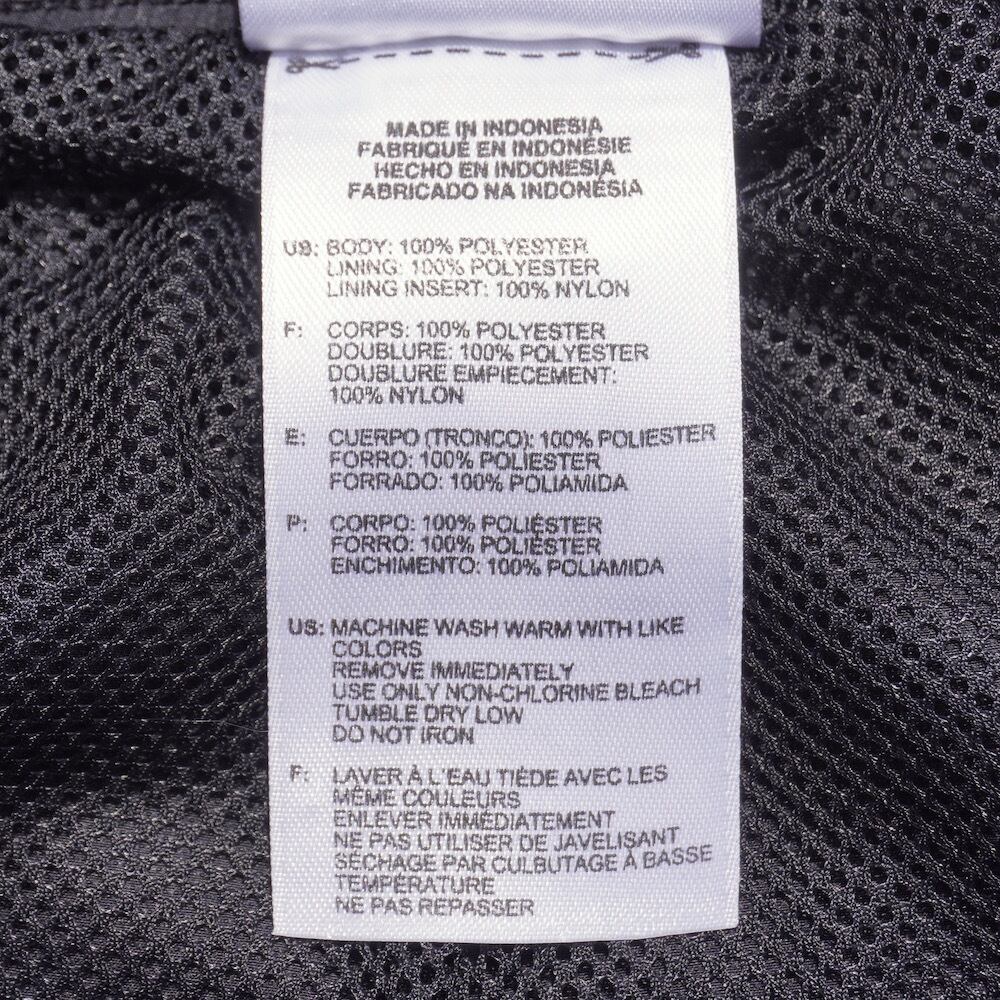 MADE IN INDONESIA
FABRIQUÉ EN INDONÉSIE
HECHO EN INDONESIA
FABRICADO NA INDONÉSIA
US: BODY: 100% POLYESTER
LINING: 100% POLYESTER
LINING INSERT: 100% NYLON
F: CORPS: 100% POLYESTER
DOUBLURE: 100% POLYESTER
DOUBLURE EMPIECEMENT:
100% NYLON
E: CUERPO (TRONCO): 100% POLIESTER
FORRO: 100% POLIESTER
FORRADO: 100% POLIAMIDA
P: CORPO: 100% POLIÉSTER
FORRO: 100% POLIÉSTER
ENCHIMENTO: 100% POLIAMIDA
US: MACHINE WASH WARM WITH LIKE
COLORS
REMOVE IMMEDIATELY
USE ONLY NON-CHLORINE BLEACH
TUMBLE DRY LOW
DO NOT IRON
F: LAVER À L'EAU TIÈDE AVEC LES
MÊME COULEURS
ENLEVER IMMÉDIATEMENT
NE PAS UTILISER DE JAVELISANT
SÉCHAGE PAR CULBUTAGE À BASSE
TEMPÉRATURE
NE PAS REPASSER